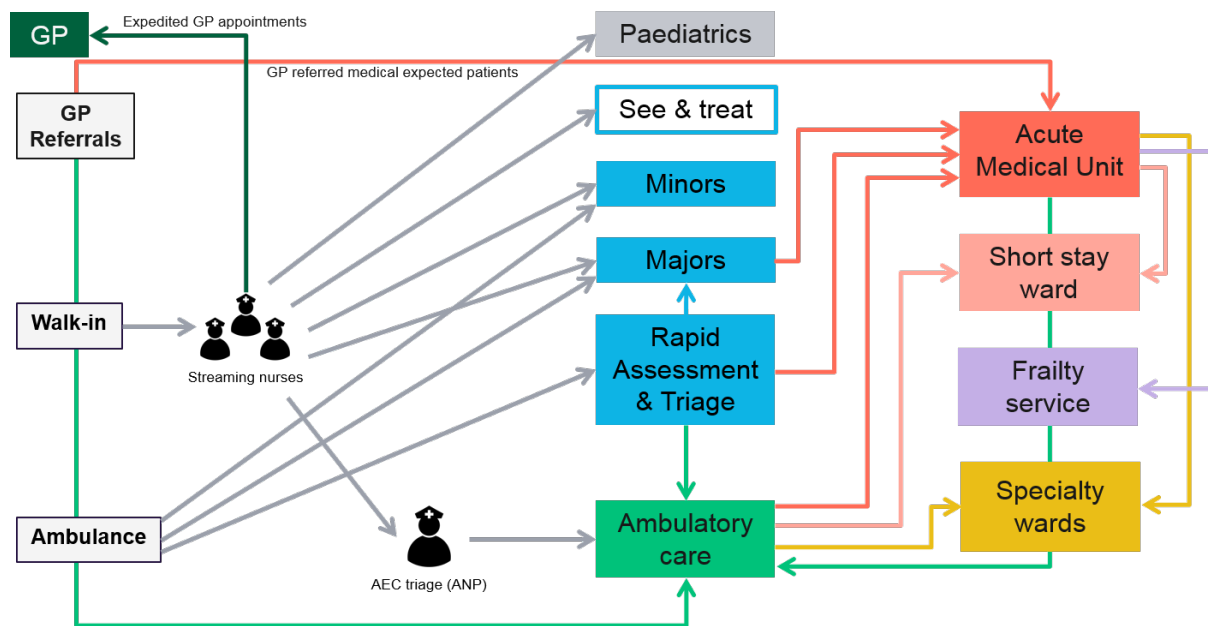 GP
Expedited GP appointments
Paediatrics
GP referred medical expected patients
GP
Referrals
See & treat
Acute
Medical Unit
Minors
Majors
Short stay
ward
Walk-in
Streaming nurses
Rapid
Assessment
& Triage
Frailty
service
Ambulance
Ambulatory
care
Specialty
wards
AEC triage (ANP)